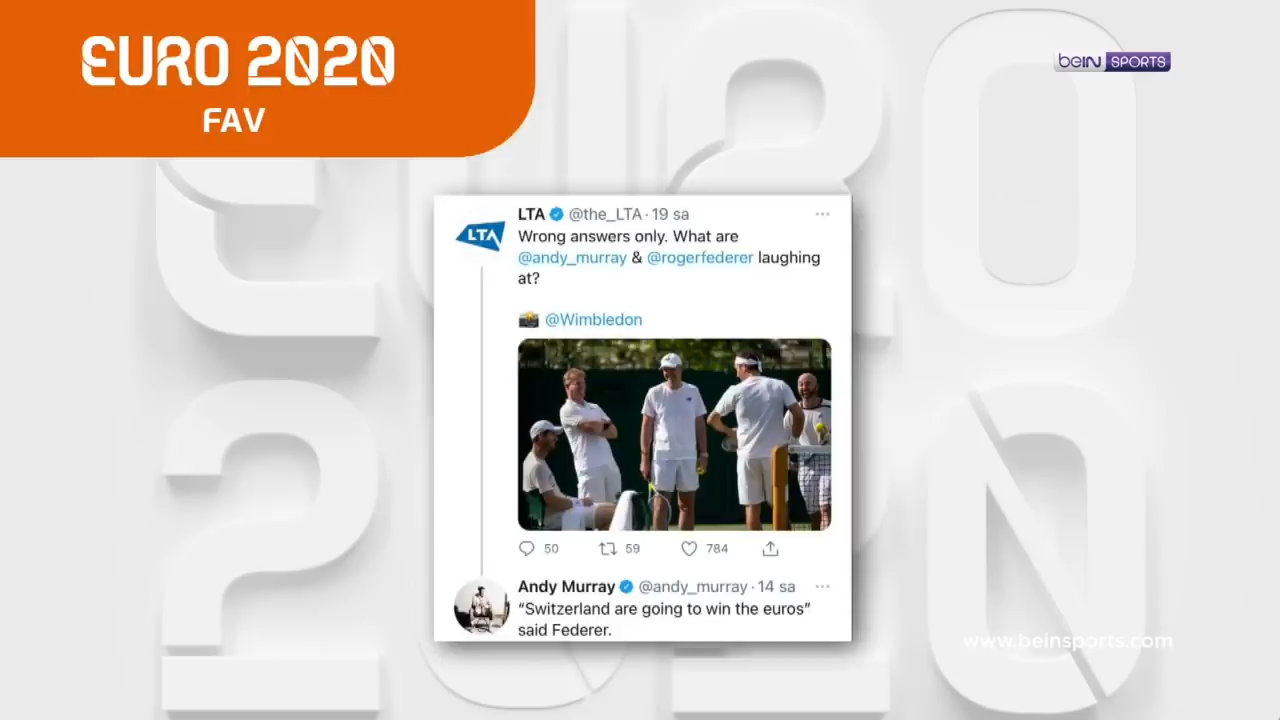 EURO 2020
FAV
beIN SPORTS
LTA @the_LTA · 19 sa
LTA
Wrong answers only. What are
@andy_murray & @rogerfederer laughing
at?
📸 @Wimbledon
50 59 784
Andy Murray @andy_murray · 14 sa
“Switzerland are going to win the euros”
said Federer.
www.beinsports.com
EURO
2020